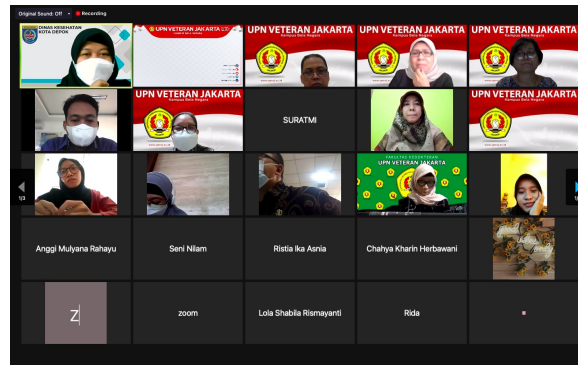 Original Sound: Off
Recording
DINAS KESEHATAN
KOTA DEPOK
UPN VETERAN JAKARTA
UPN VETERAN JAKARTA
Kampus Bela Negara
UPN VETERAN JAKARTA
Kampus Bela Negara
UPN VETERAN JAKARTA
Kampus Bela Negara
UPN VETERAN JAKARTA
Kampus Bela Negara
SURATMI
UPN VETERAN JAKARTA
Kampus Bela Negara
FAKULTAS KEDOKTERAN
UPN VETERAN JAKARTA
1/3
Anggi Mulyana Rahayu
Seni Nilam
Ristia Ika Asnia
Chahya Kharin Herbawani
Z
zoom
Lola Shabila Rismayanti
Rida